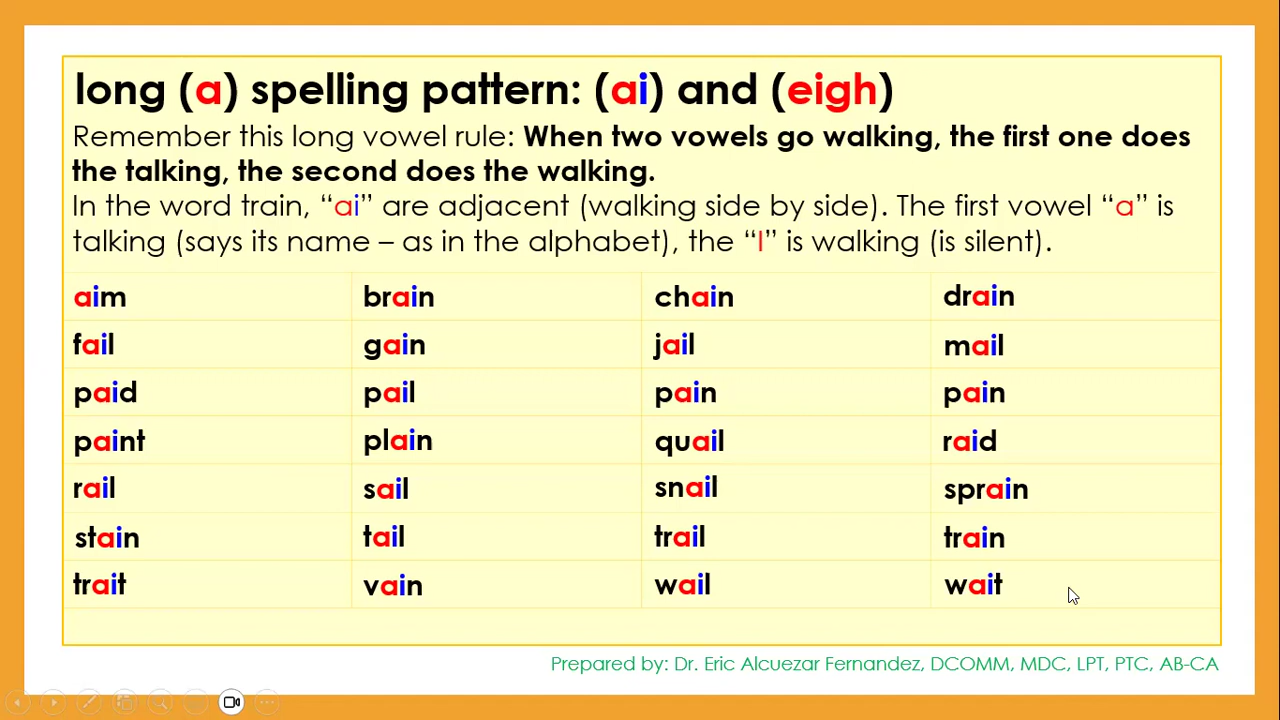 long (a) spelling pattern: (ai) and (eigh)
Remember this long vowel rule: When two vowels go walking, the first one does
the talking, the second does the walking.
In the word train, “ai” are adjacent (walking side by side). The first vowel “a” is
talking (says its name – as in the alphabet), the “I” is walking (is silent).
aim brain chain drain
fail gain jail mail
paid pail pain pain
paint plain quail raid
rail sail snail sprain
stain tail trail train
trait vain wail wait
Prepared by: Dr. Eric Alcuezar Fernandez, DCOMM, MDC, LPT, PTC, AB-CA